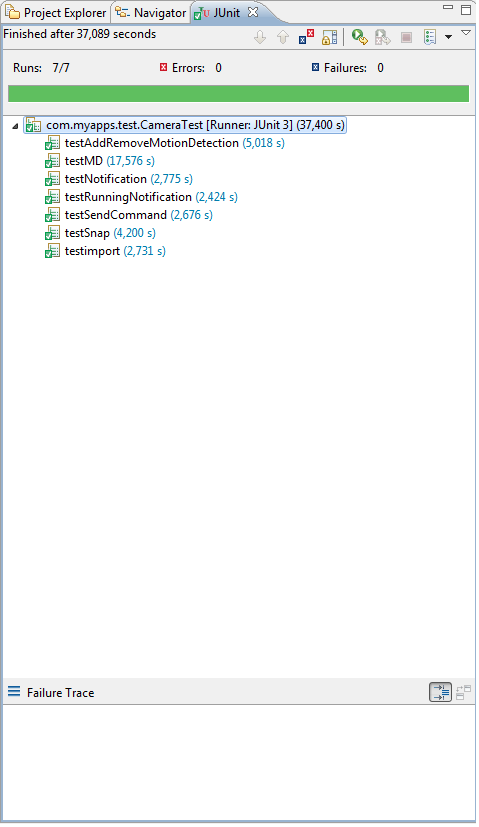 Project Explorer Navigator JUnit
Finished after 37,089 seconds
Runs: 7/7 Errors: 0 Failures: 0
com.myapps.test.CameraTest [Runner: JUnit 3] (37,400 s)
testAddRemoveMotionDetection (5,018 s)
testMD (17,576 s)
testNotification (2,775 s)
testRunningNotification (2,424 s)
testSendCommand (2,676 s)
testSnap (4,200 s)
testimport (2,731 s)
Failure Trace